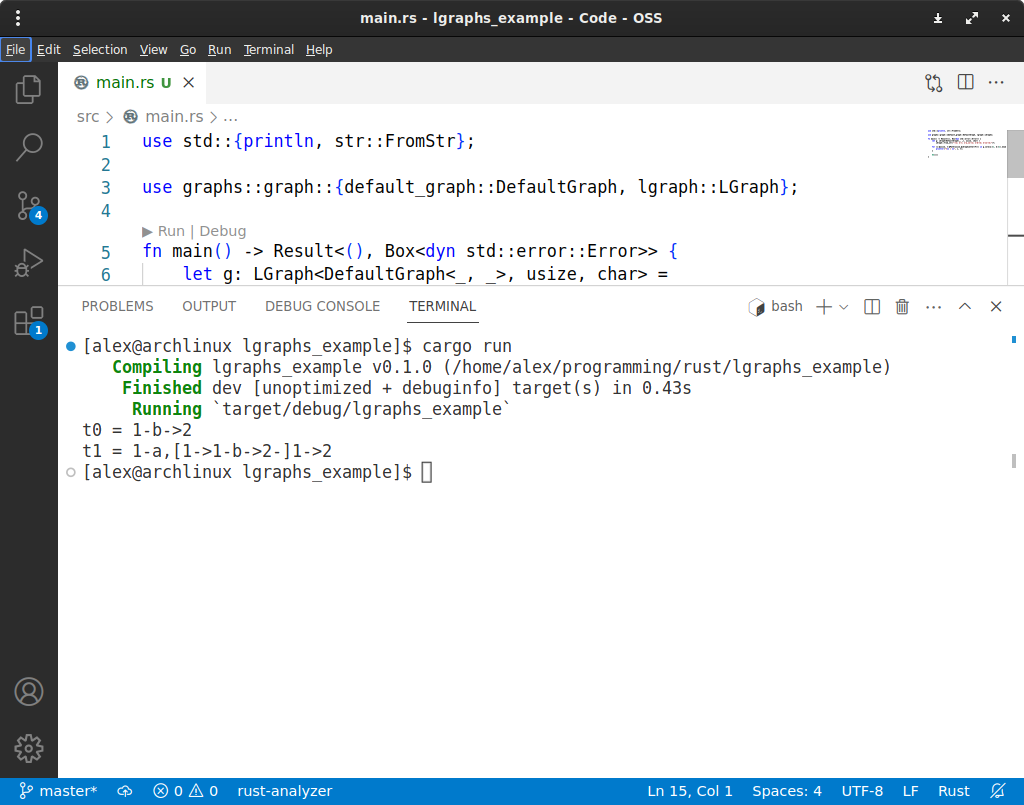 main.rs - lgraphs_example - Code - OSS
File Edit Selection View Go Run Terminal Help
main.rs U
src > main.rs > ...
1 use std::{println, str::FromStr};
2
3 use graphs::graph::{default_graph::DefaultGraph, lgraph::LGraph};
4
▶ Run | Debug
5 fn main() -> Result<(), Box<dyn std::error::Error>> {
6 let g: LGraph<DefaultGraph<_, _>, usize, char> =
4
1
PROBLEMS OUTPUT DEBUG CONSOLE TERMINAL bash
[alex@archlinux lgraphs_example]$ cargo run
Compiling lgraphs_example v0.1.0 (/home/alex/programming/rust/lgraphs_example)
Finished dev [unoptimized + debuginfo] target(s) in 0.43s
Running `target/debug/lgraphs_example`
t0 = 1-b->2
t1 = 1-a,[1->1-b->2-]1->2
[alex@archlinux lgraphs_example]$
master* 0 0 rust-analyzer Ln 15, Col 1 Spaces: 4 UTF-8 LF Rust